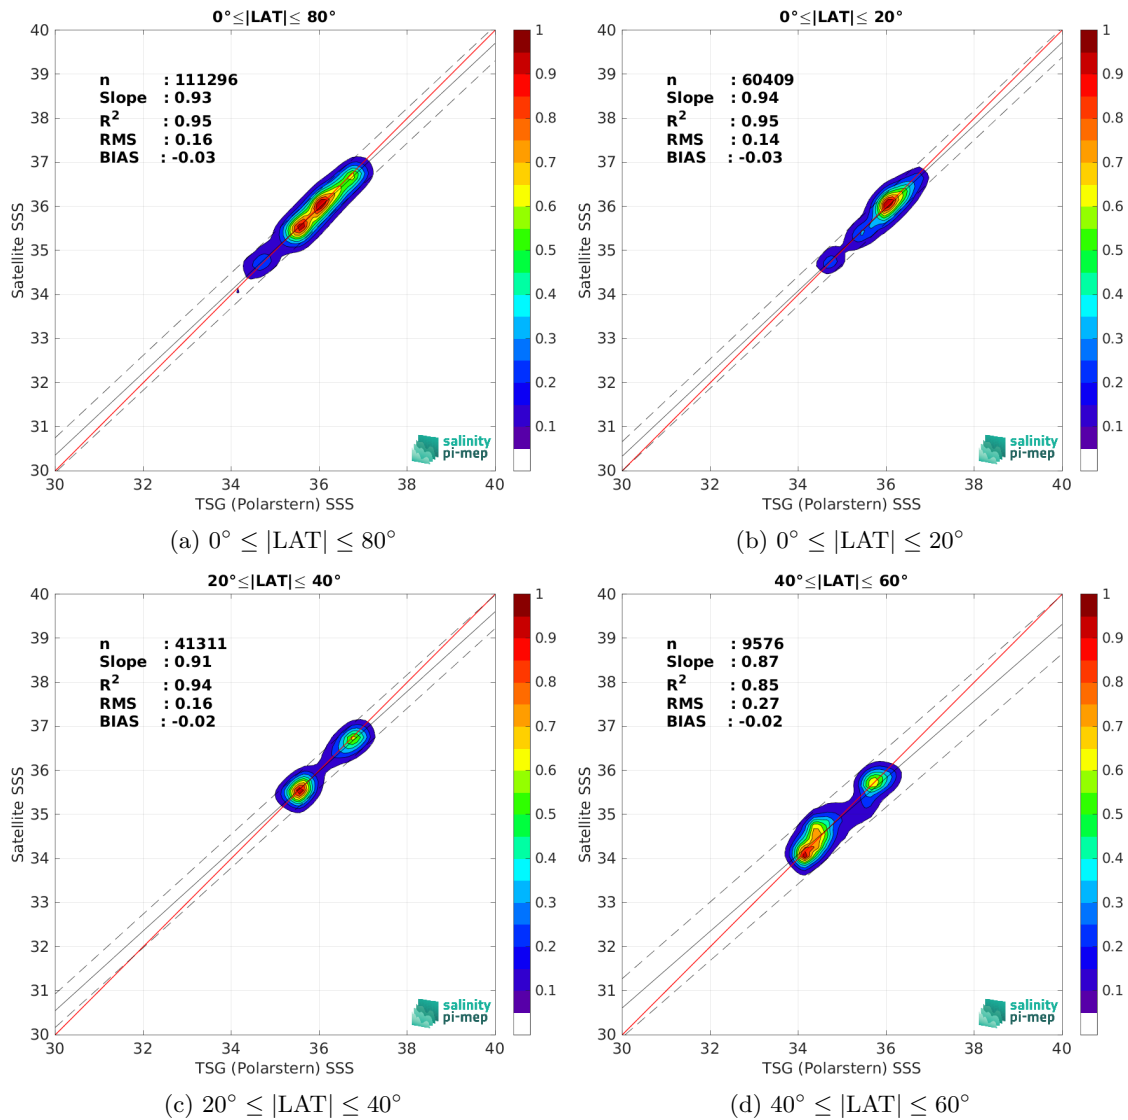 0°≤|LAT|≤ 80°
40
39
38
37
36
35
34
33
32
31
30
30 32 34 36 38 40
Satellite SSS
TSG (Polarstern) SSS
n : 111296
Slope : 0.93
R2 : 0.95
RMS : 0.16
BIAS : -0.03
salinity
pi-mep
1
0.9
0.8
0.7
0.6
0.5
0.4
0.3
0.2
0.1
(a) 0° ≤ |LAT| ≤ 80°
0°≤|LAT|≤ 20°
40
39
38
37
36
35
34
33
32
31
30
30 32 34 36 38 40
Satellite SSS
TSG (Polarstern) SSS
n : 60409
Slope : 0.94
R2 : 0.95
RMS : 0.14
BIAS : -0.03
salinity
pi-mep
1
0.9
0.8
0.7
0.6
0.5
0.4
0.3
0.2
0.1
(b) 0° ≤ |LAT| ≤ 20°
20°≤|LAT|≤ 40°
40
39
38
37
36
35
34
33
32
31
30
30 32 34 36 38 40
Satellite SSS
TSG (Polarstern) SSS
n : 41311
Slope : 0.91
R2 : 0.94
RMS : 0.16
BIAS : -0.02
salinity
pi-mep
1
0.9
0.8
0.7
0.6
0.5
0.4
0.3
0.2
0.1
(c) 20° ≤ |LAT| ≤ 40°
40°≤|LAT|≤ 60°
40
39
38
37
36
35
34
33
32
31
30
30 32 34 36 38 40
Satellite SSS
TSG (Polarstern) SSS
n : 9576
Slope : 0.87
R2 : 0.85
RMS : 0.27
BIAS : -0.02
salinity
pi-mep
1
0.9
0.8
0.7
0.6
0.5
0.4
0.3
0.2
0.1
(d) 40° ≤ |LAT| ≤ 60°